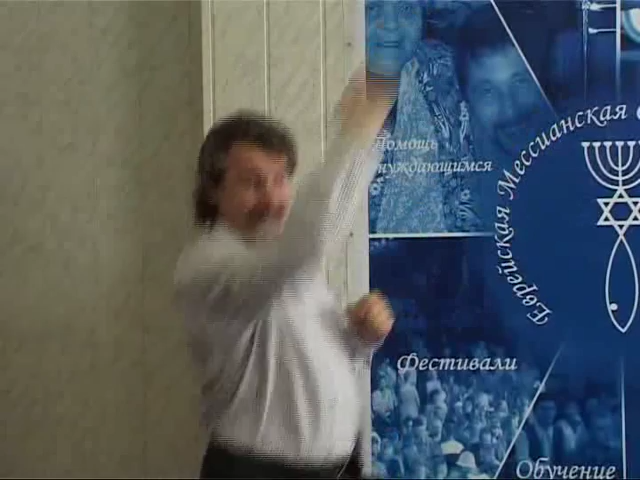 Помощь
нуждающимся
Еврейская Мессианская
Фестивали
Обучение